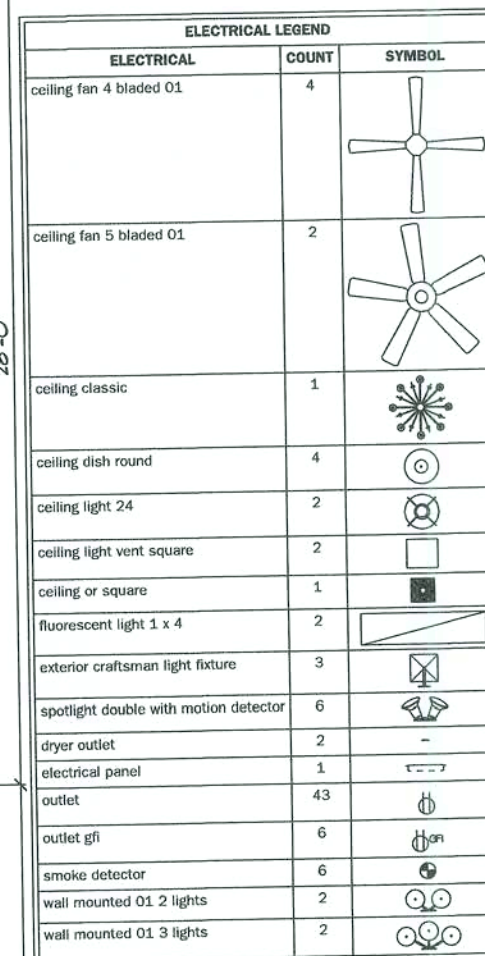 ELECTRICAL LEGEND
ELECTRICAL COUNT SYMBOL
ceiling fan 4 bladed 01 4
ceiling fan 5 bladed 01 2
ceiling classic 1
ceiling dish round 4
ceiling light 24 2
ceiling light vent square 2
ceiling or square 1
fluorescent light 1 x 4 2
exterior craftsman light fixture 3
spotlight double with motion detector 6
dryer outlet 2
electrical panel 1
outlet 43
outlet gfi 6 GFI
smoke detector 6
wall mounted 01 2 lights 2
wall mounted 01 3 lights 2